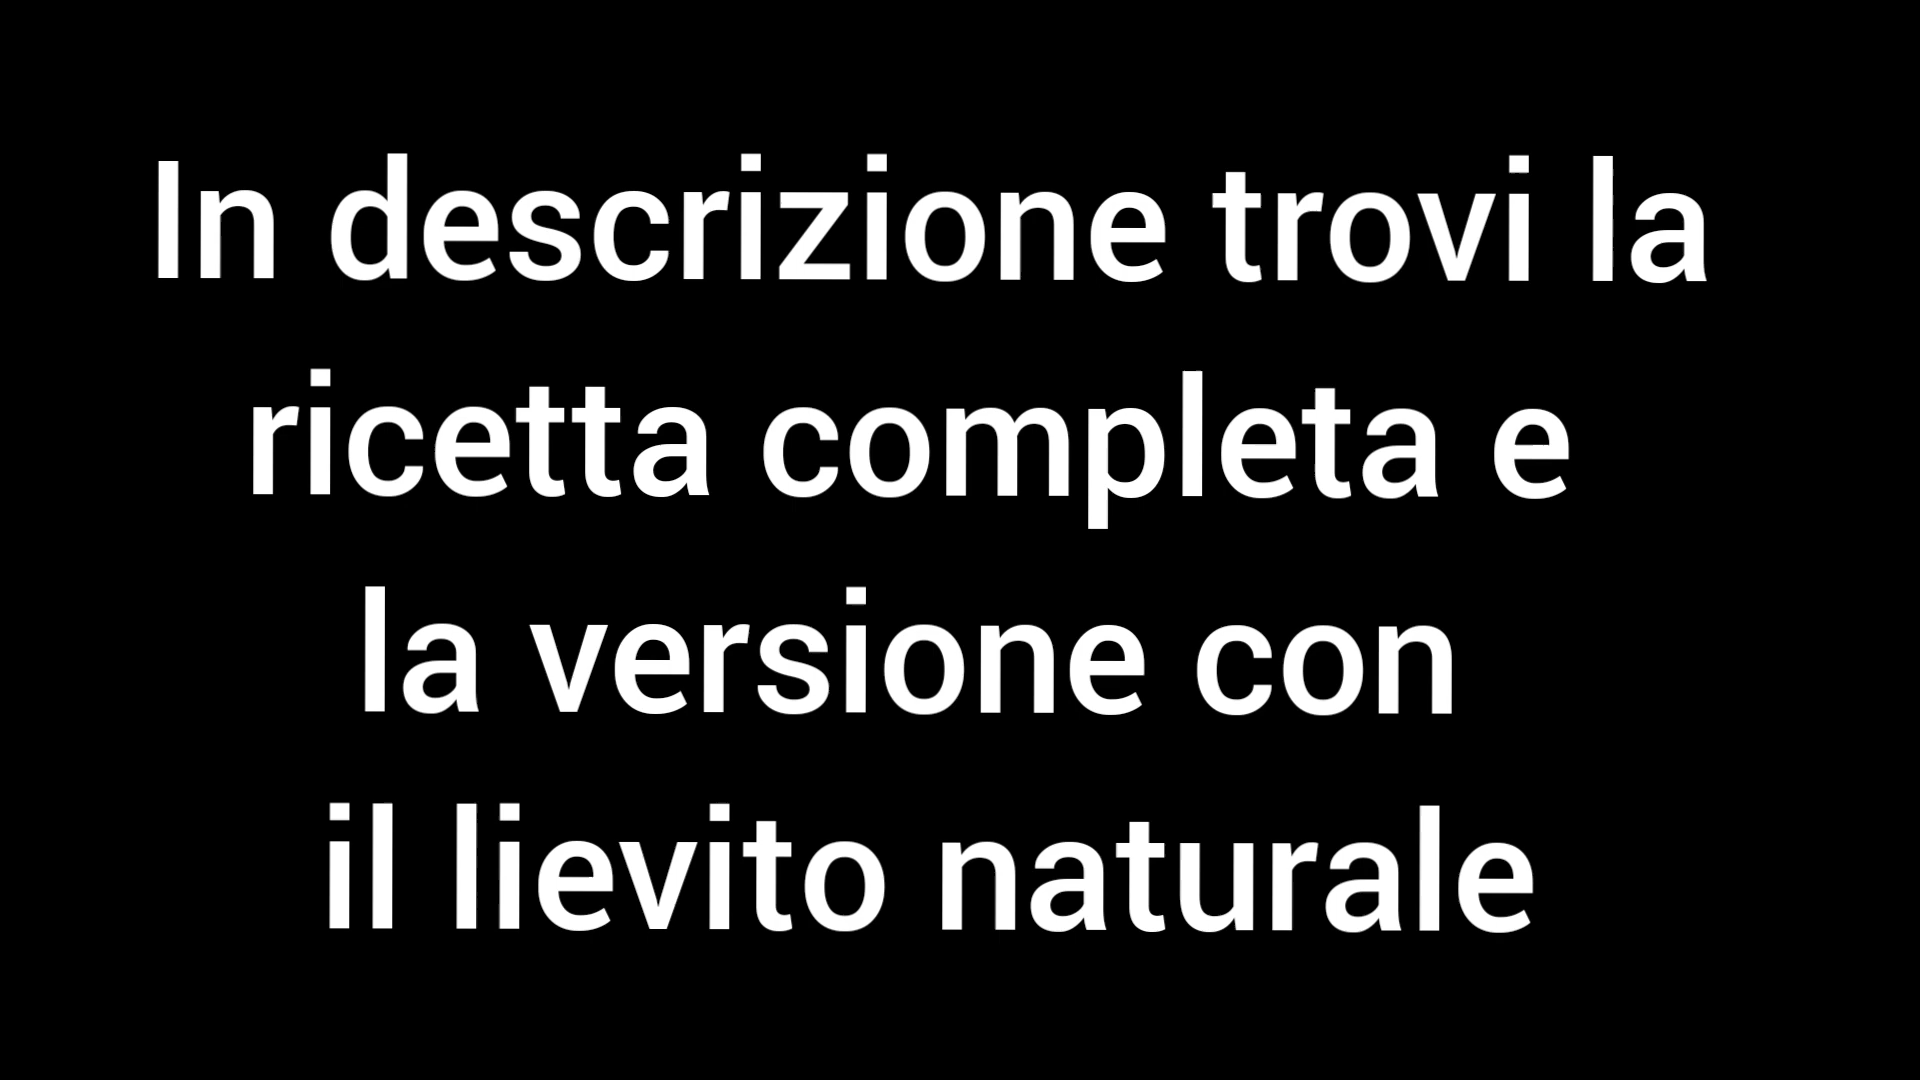 In descrizione trovi la
ricetta completa e
la versione con
il lievito naturale